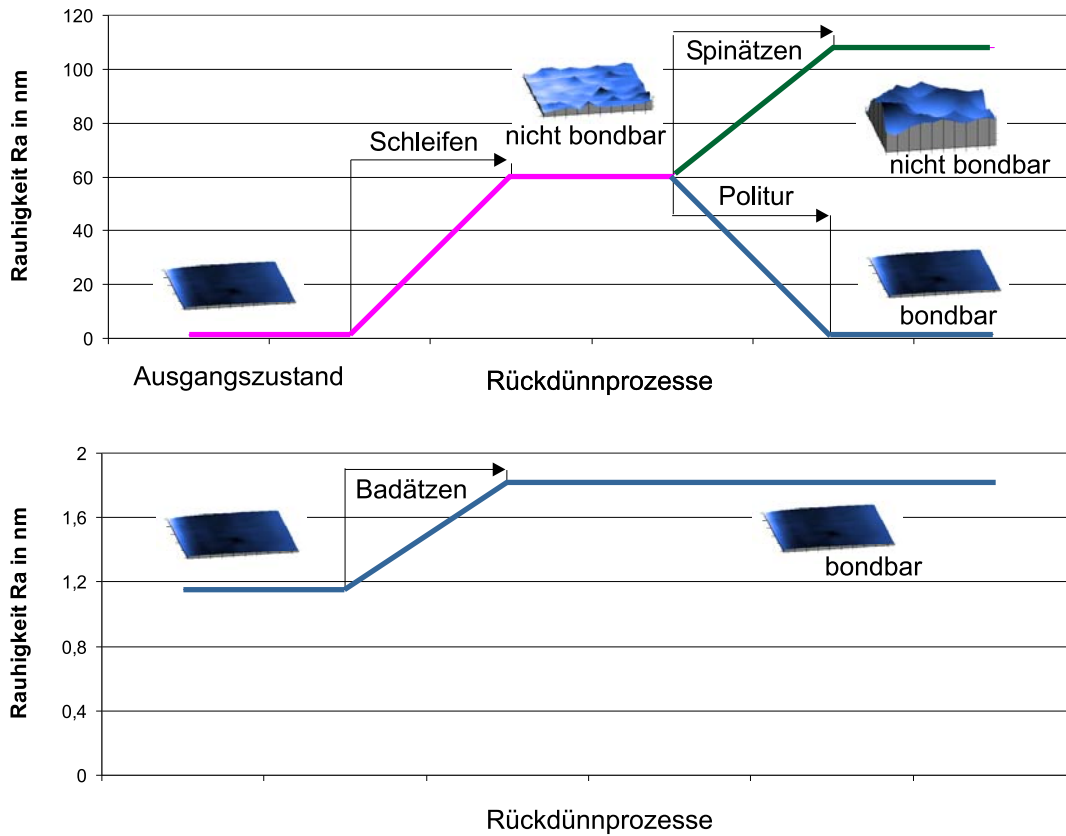 Rauhigkeit Ra in nm
120
100
80
60
40
20
0
Spinätzen
nicht bondbar
Schleifen
nicht bondbar
Politur
bondbar
Ausgangszustand
Rückdünnprozesse
Rauhigkeit Ra in nm
2
1,6
1,2
0,8
0,4
0
Badätzen
bondbar
Rückdünnprozesse